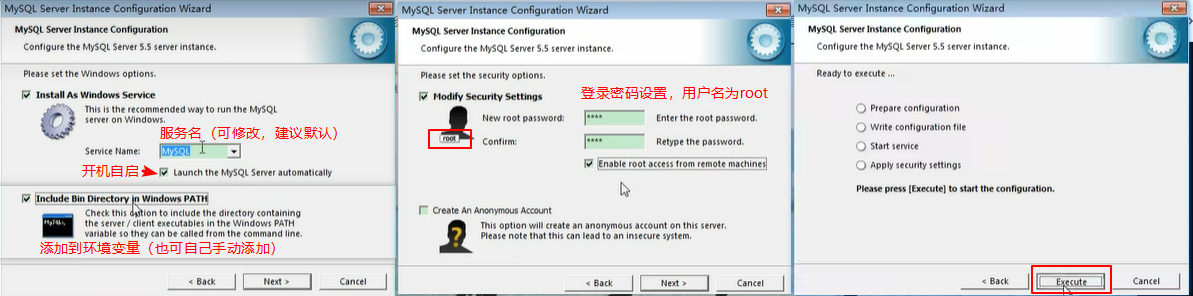 MySQL Server Instance Configuration Wizard
MySQL Server Instance Configuration
Configure the MySQL Server 5.5 server instance.
Please set the Windows options.
Install As Windows Service
This is the recommended way to run the MySQL
server on Windows.
服务名（可修改，建议默认）
Service Name:
MySQL
开机自启
Launch the MySQL Server automatically
Include Bin Directory in Windows PATH
Check this option to include the directory containing
the server / client executables in the Windows PATH
variable so they can be called from the command line.
添加到环境变量（也可自己手动添加）
< Back
Next >
Cancel
MySQL Server Instance Configuration Wizard
MySQL Server Instance Configuration
Configure the MySQL Server 5.5 server instance.
Please set the security options.
Modify Security Settings
登录密码设置，用户名为root
New root password:
****
Enter the root password.
root
Confirm:
****
Retype the password.
Enable root access from remote machines
Create An Anonymous Account
This option will create an anonymous account on this server.
Please note that this can lead to an insecure system.
< Back
Next >
Cancel
MySQL Server Instance Configuration Wizard
MySQL Server Instance Configuration
Configure the MySQL Server 5.5 server instance.
Ready to execute ...
Prepare configuration
Write configuration file
Start service
Apply security settings
Please press [Execute] to start the configuration.
< Back
Execute
Cancel